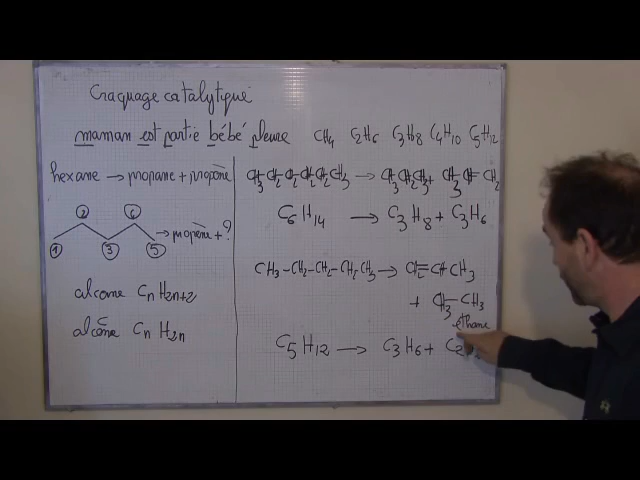 Craquage catalytique
maman est partie bébé pleure CH4 C2H6 C3H8 C4H10 C5H12
hexane → propane + propène
CH3-CH2-CH2-CH2-CH2-CH3 → CH3-CH2-CH3 + CH3-CH=CH2
C6H14 → C3H8 + C3H6
1 2 3 4 5 → propène + ?
CH3-CH2-CH2-CH2-CH3 → CH2=CH-CH3
+ CH3-CH3
éthane
alcane CnH2n+2
alcène CnH2n
C5H12 → C3H6 + C2